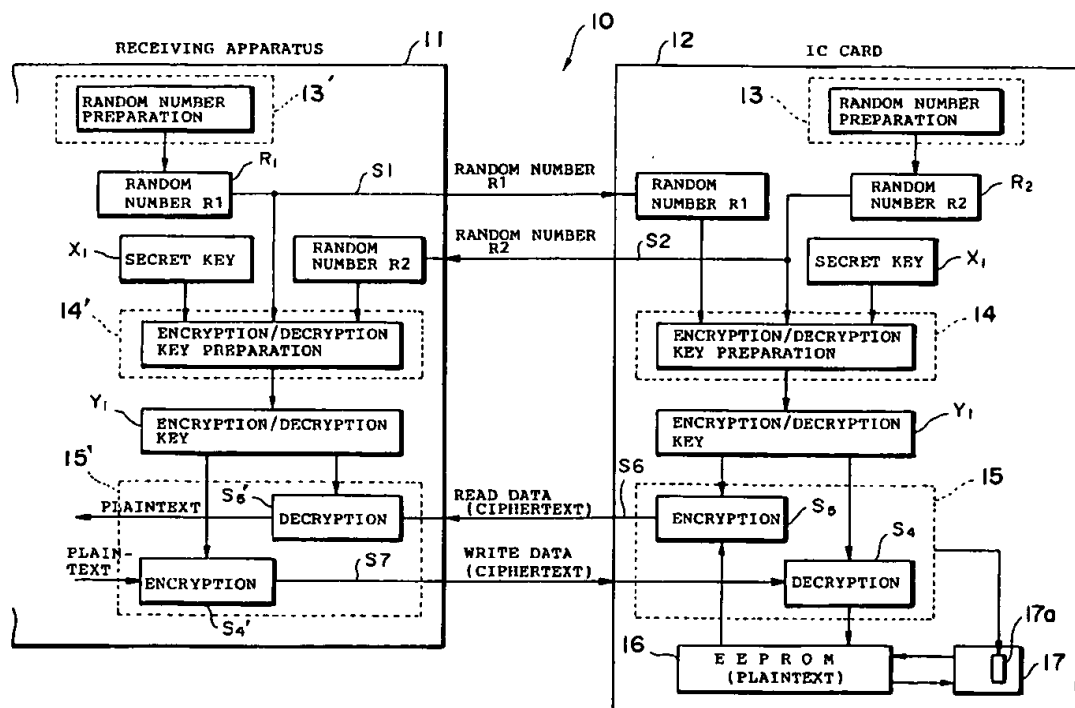 10
RECEIVING APPARATUS
11
12
IC CARD
RANDOM NUMBER
PREPARATION
13'
13
RANDOM NUMBER
PREPARATION
R1
RANDOM
NUMBER R1
S1
RANDOM NUMBER
R1
RANDOM
NUMBER R1
RANDOM
NUMBER R2
R2
X1
SECRET KEY
RANDOM
NUMBER R2
RANDOM NUMBER
R2
S2
SECRET KEY
X1
14'
ENCRYPTION/DECRYPTION
KEY PREPARATION
ENCRYPTION/DECRYPTION
KEY PREPARATION
14
Y1
ENCRYPTION/DECRYPTION
KEY
ENCRYPTION/DECRYPTION
KEY
Y1
15'
S5'
PLAINTEXT
DECRYPTION
READ DATA
(CIPHERTEXT)
S6
ENCRYPTION
S5
15
S4
PLAIN-
TEXT
ENCRYPTION
S7
WRITE DATA
(CIPHERTEXT)
DECRYPTION
S4'
16
EEPROM
(PLAINTEXT)
17a
17